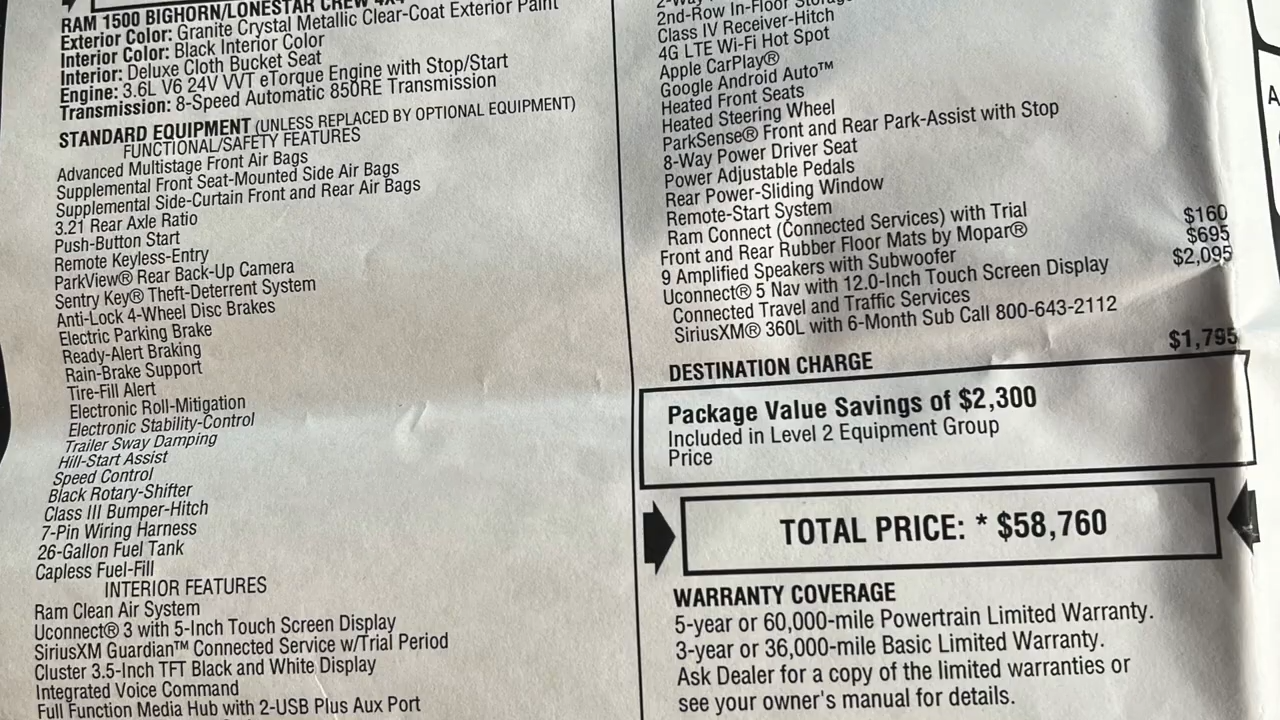 RAM 1500 BIGHORN/LONESTAR CREW 4X4
Exterior Color: Granite Crystal Metallic Clear-Coat Exterior Paint
Interior Color: Black Interior Color
Interior: Deluxe Cloth Bucket Seat
Engine: 3.6L V6 24V VVT eTorque Engine with Stop/Start
Transmission: 8-Speed Automatic 850RE Transmission
STANDARD EQUIPMENT (UNLESS REPLACED BY OPTIONAL EQUIPMENT)
FUNCTIONAL/SAFETY FEATURES
Advanced Multistage Front Air Bags
Supplemental Front Seat-Mounted Side Air Bags
Supplemental Side-Curtain Front and Rear Air Bags
3.21 Rear Axle Ratio
Push-Button Start
Remote Keyless-Entry
ParkView® Rear Back-Up Camera
Sentry Key® Theft-Deterrent System
Anti-Lock 4-Wheel Disc Brakes
Electric Parking Brake
Ready-Alert Braking
Rain-Brake Support
Tire-Fill Alert
Electronic Roll-Mitigation
Electronic Stability-Control
Trailer Sway Damping
Hill-Start Assist
Speed Control
Black Rotary-Shifter
Class III Bumper-Hitch
7-Pin Wiring Harness
26-Gallon Fuel Tank
Capless Fuel-Fill
INTERIOR FEATURES
Ram Clean Air System
Uconnect® 3 with 5-Inch Touch Screen Display
SiriusXM Guardian™ Connected Service w/Trial Period
Cluster 3.5-Inch TFT Black and White Display
Integrated Voice Command
Full Function Media Hub with 2-USB Plus Aux Port
2nd-Row In-Floor Storage
Class IV Receiver-Hitch
4G LTE Wi-Fi Hot Spot
Apple CarPlay®
Google Android Auto™
Heated Front Seats
Heated Steering Wheel
ParkSense® Front and Rear Park-Assist with Stop
8-Way Power Driver Seat
Power Adjustable Pedals
Rear Power-Sliding Window
Remote-Start System
Ram Connect (Connected Services) with Trial
Front and Rear Rubber Floor Mats by Mopar® $160
9 Amplified Speakers with Subwoofer $695
Uconnect® 5 Nav with 12.0-Inch Touch Screen Display $2,095
Connected Travel and Traffic Services
SiriusXM® 360L with 6-Month Sub Call 800-643-2112
DESTINATION CHARGE $1,795
Package Value Savings of $2,300
Included in Level 2 Equipment Group
Price
TOTAL PRICE: * $58,760
WARRANTY COVERAGE
5-year or 60,000-mile Powertrain Limited Warranty.
3-year or 36,000-mile Basic Limited Warranty.
Ask Dealer for a copy of the limited warranties or
see your owner's manual for details.